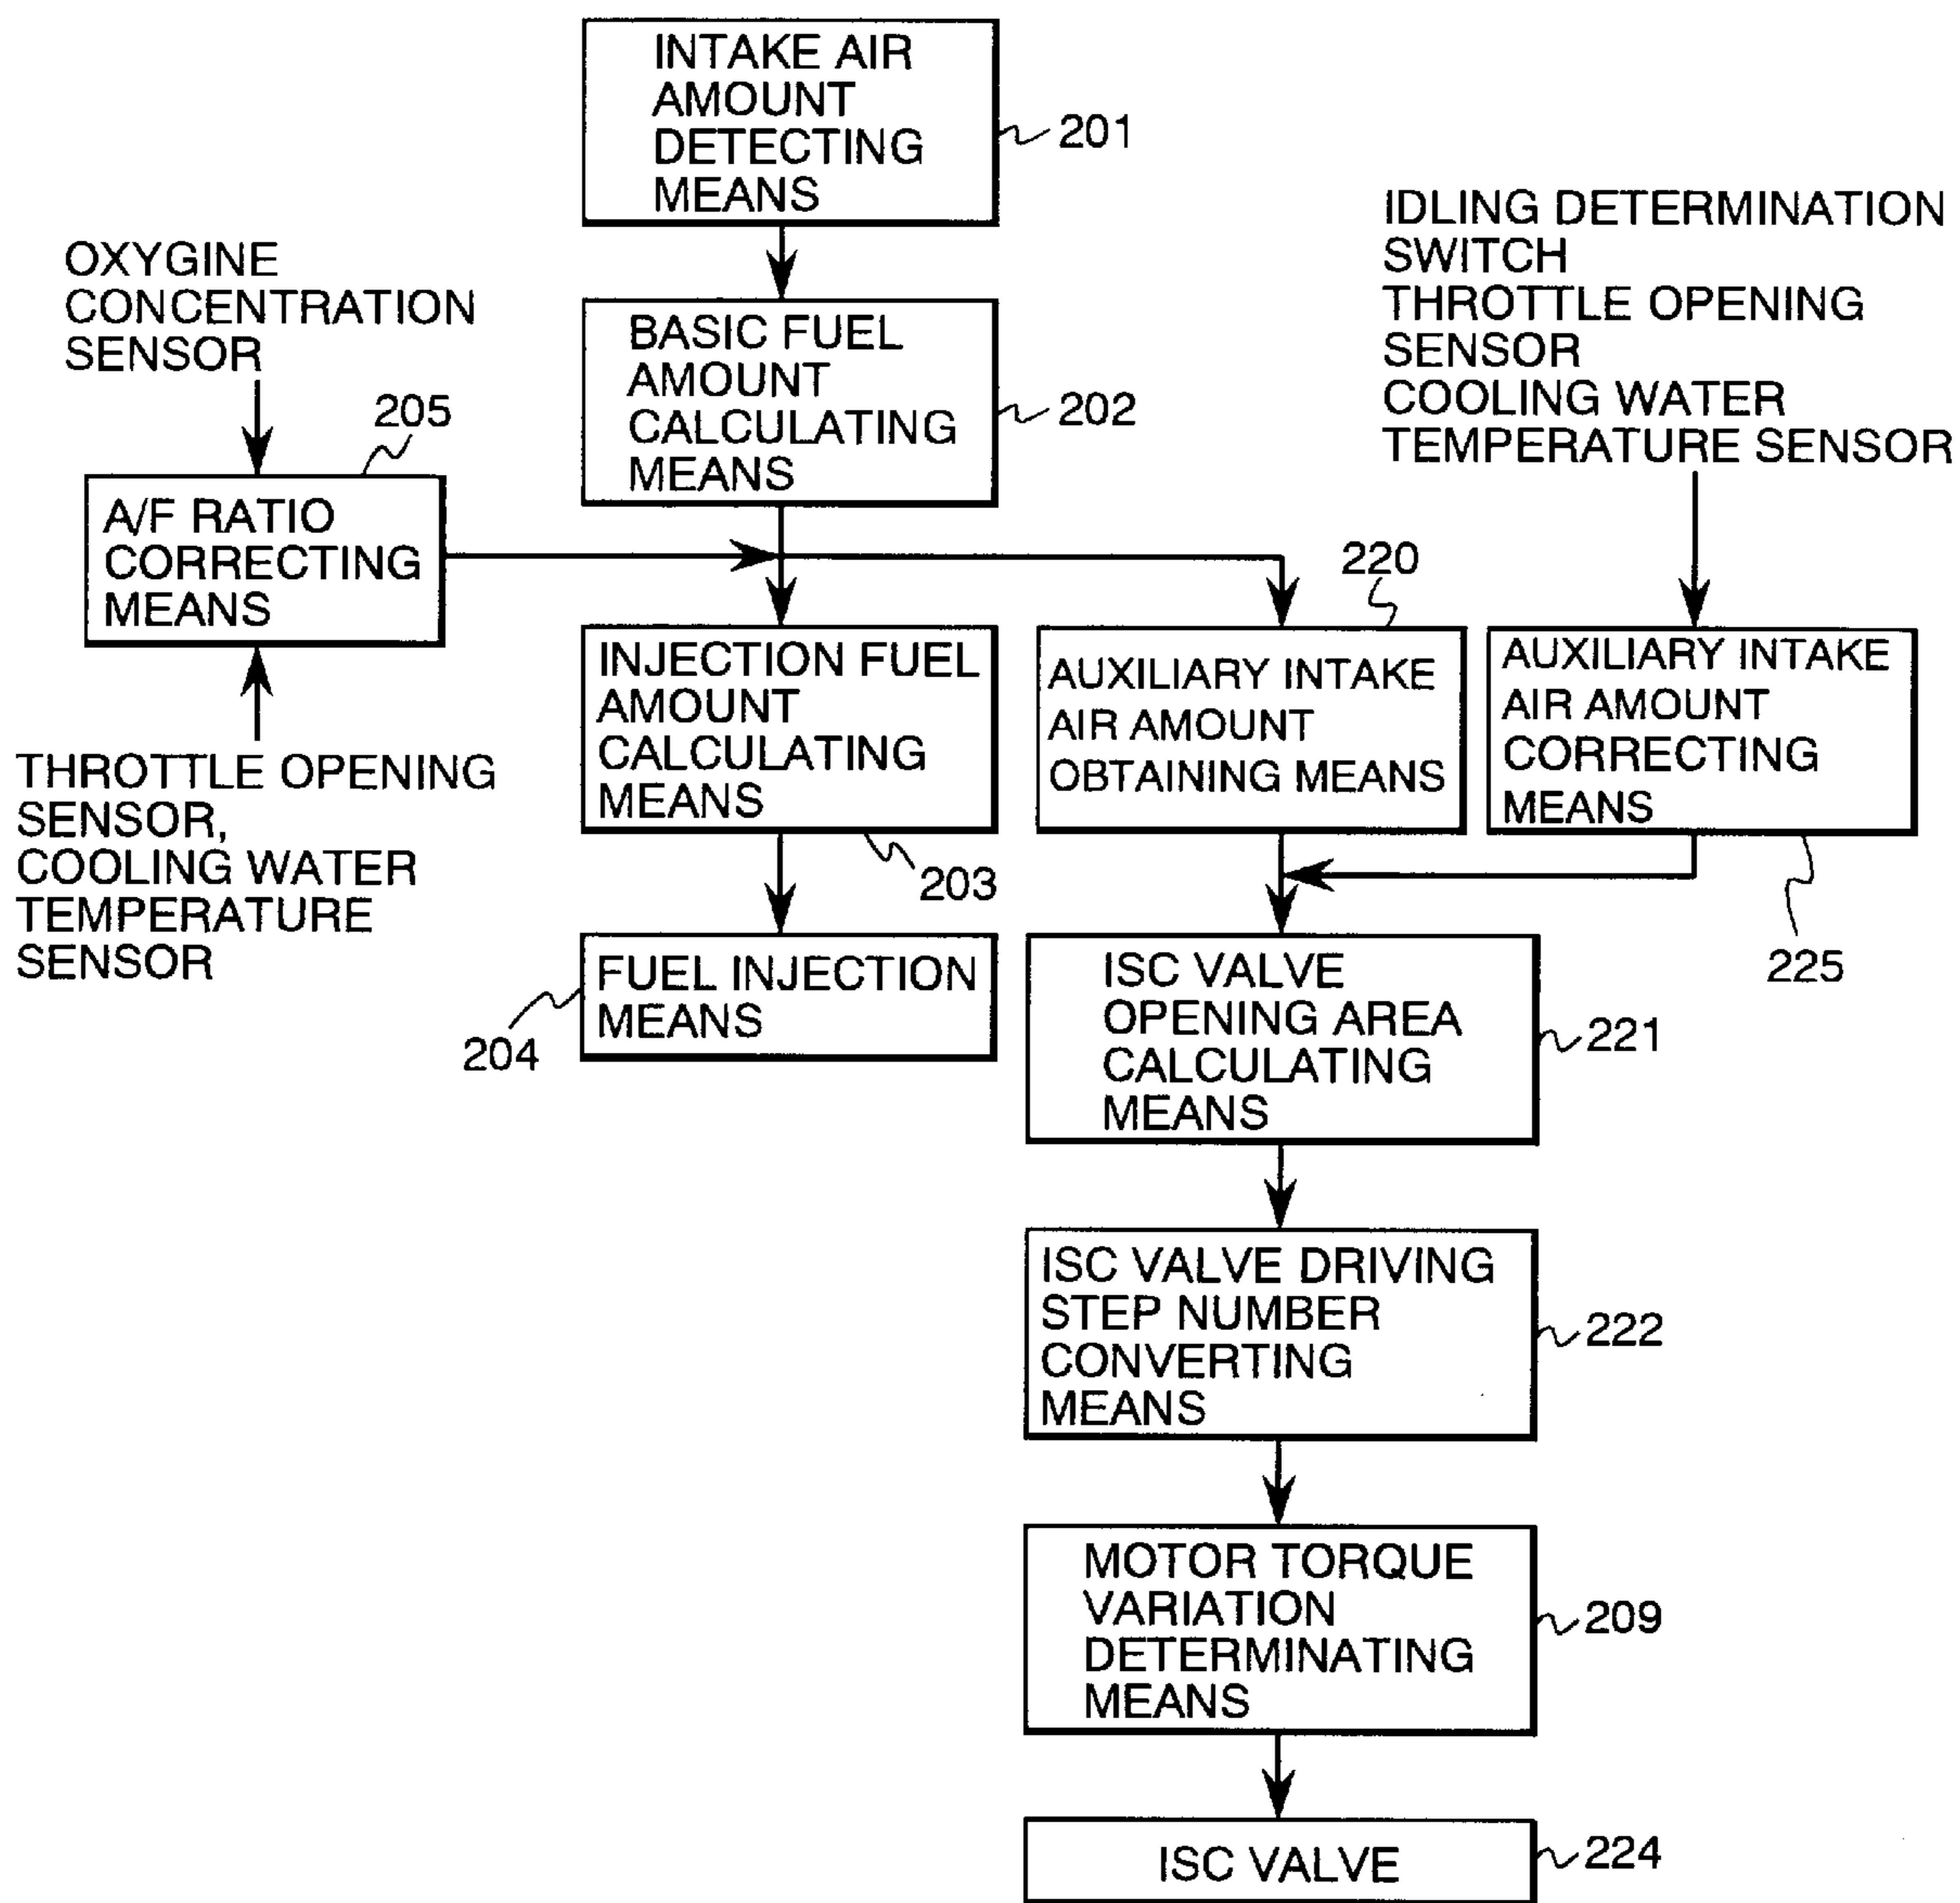 INTAKE AIR
AMOUNT
DETECTING
MEANS
201
OXYGINE
CONCENTRATION
SENSOR
BASIC FUEL
AMOUNT
CALCULATING
MEANS
202
IDLING DETERMINATION
SWITCH
THROTTLE OPENING
SENSOR
COOLING WATER
TEMPERATURE SENSOR
205
A/F RATIO
CORRECTING
MEANS
THROTTLE OPENING
SENSOR,
COOLING WATER
TEMPERATURE
SENSOR
INJECTION FUEL
AMOUNT
CALCULATING
MEANS
203
220
AUXILIARY INTAKE
AIR AMOUNT
OBTAINING MEANS
AUXILIARY INTAKE
AIR AMOUNT
CORRECTING
MEANS
225
FUEL INJECTION
MEANS
204
ISC VALVE
OPENING AREA
CALCULATING
MEANS
221
ISC VALVE DRIVING
STEP NUMBER
CONVERTING
MEANS
222
MOTOR TORQUE
VARIATION
DETERMINATING
MEANS
209
ISC VALVE
224